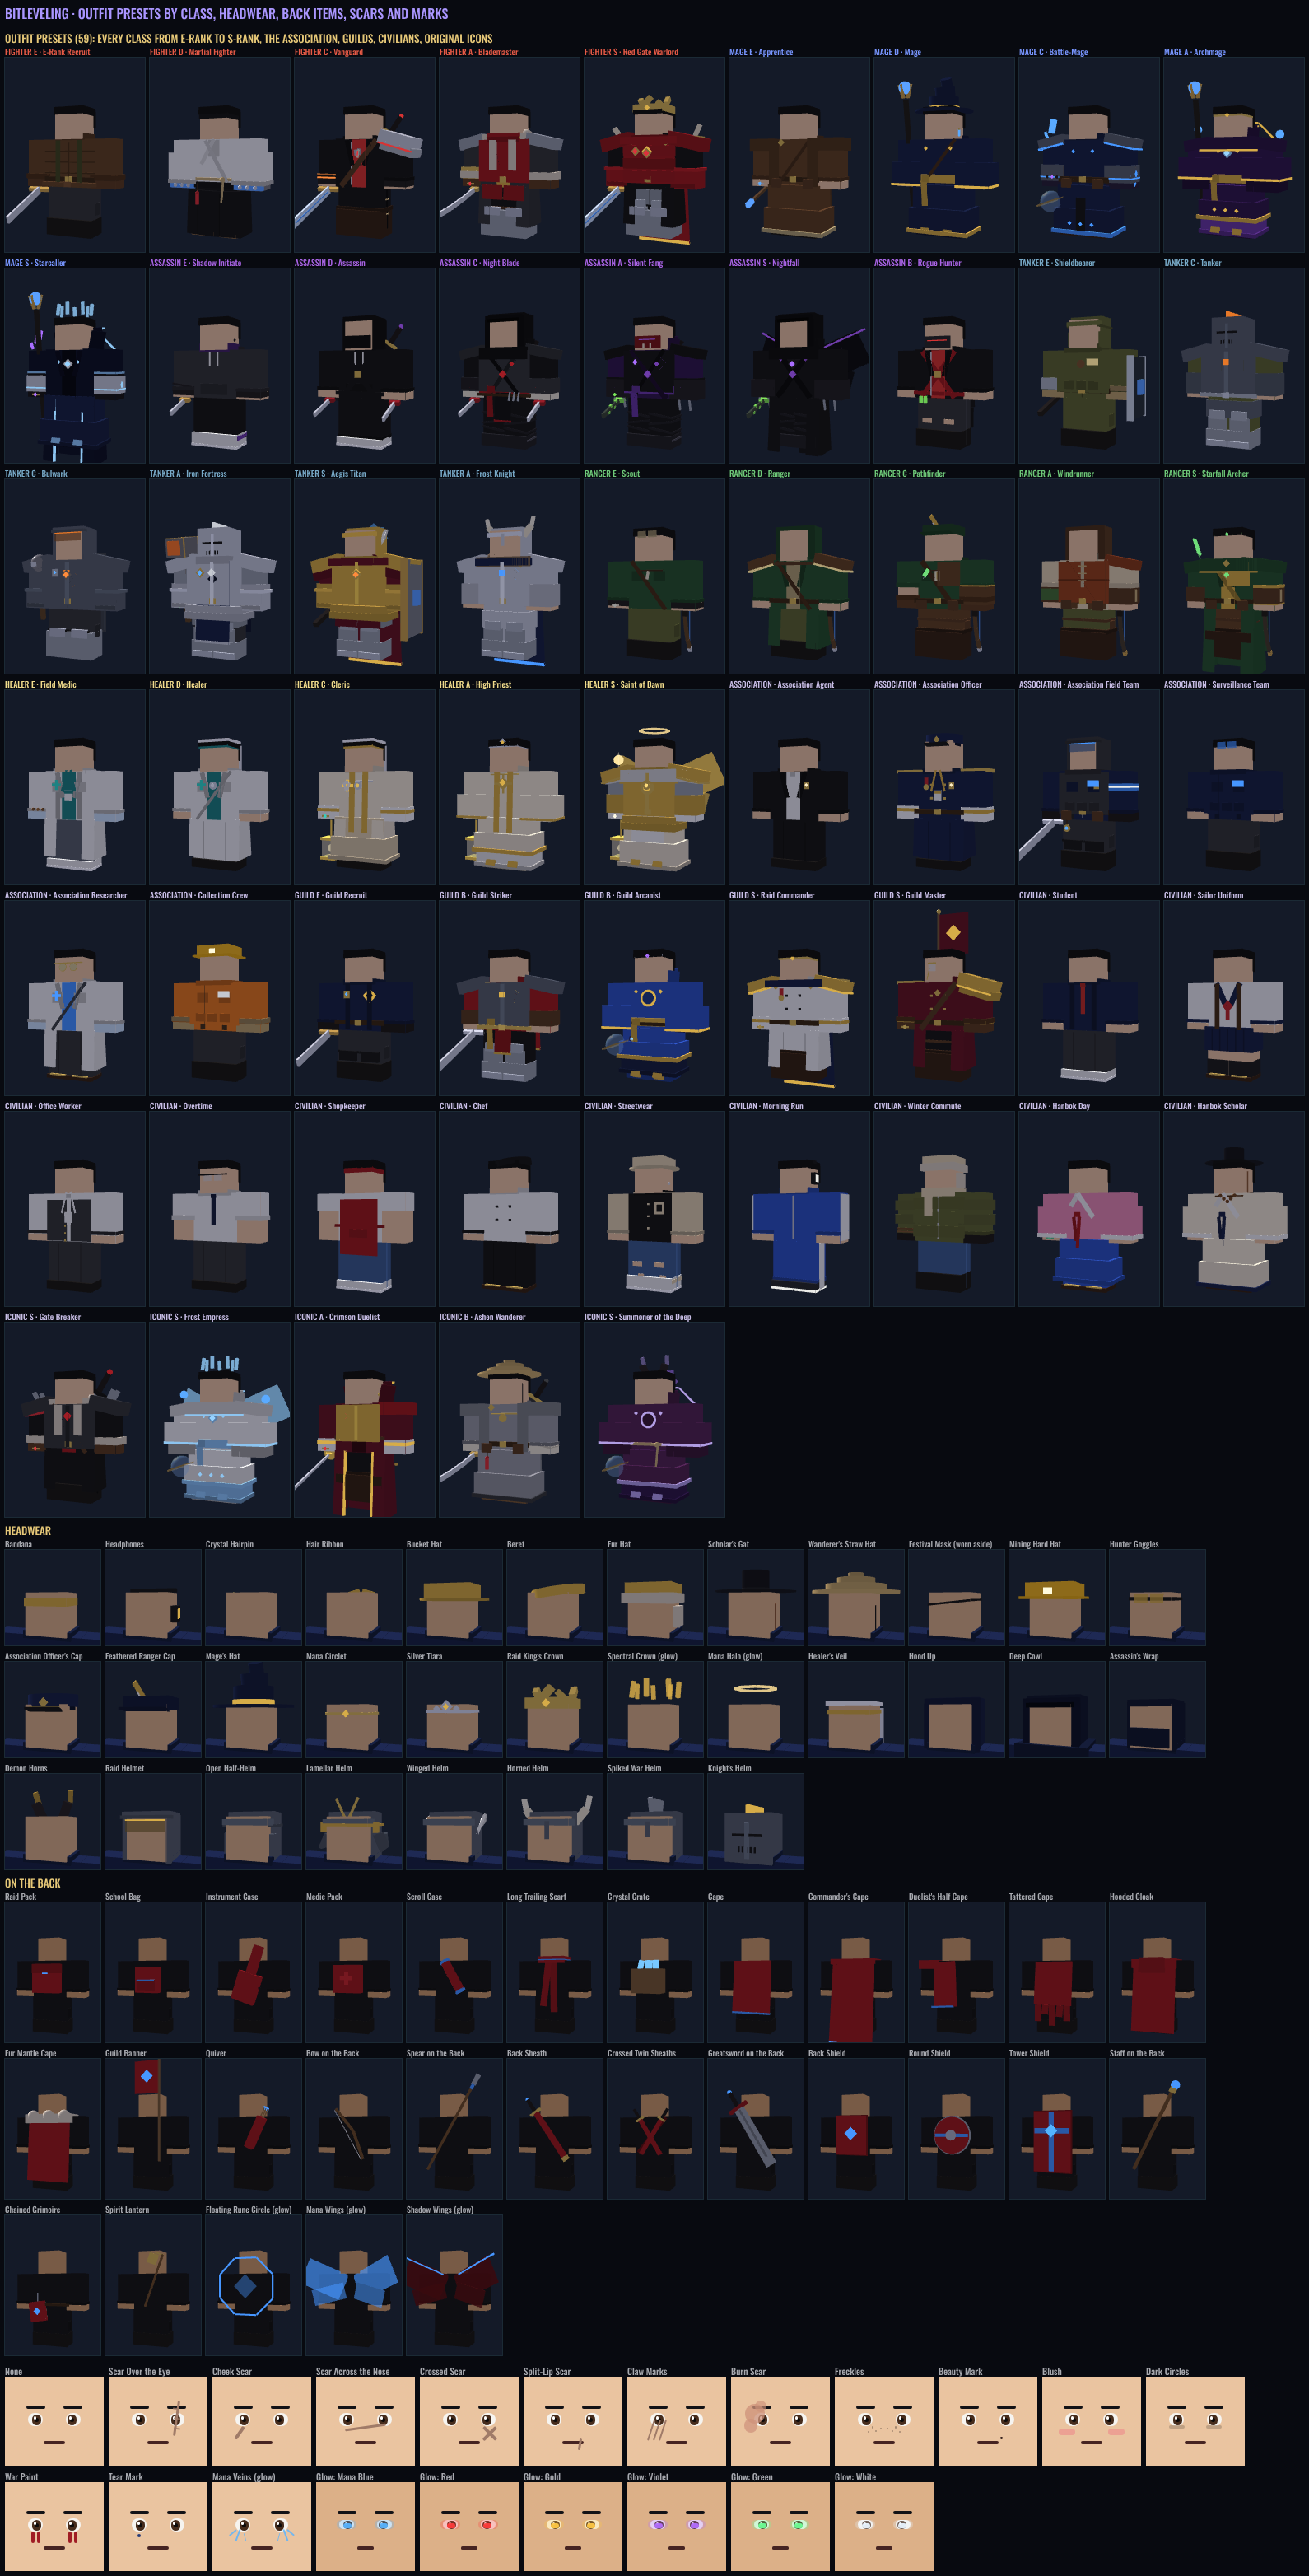 BITLEVELING · OUTFIT PRESETS BY CLASS, HEADWEAR, BACK ITEMS, SCARS AND MARKS
OUTFIT PRESETS (59): EVERY CLASS FROM E-RANK TO S-RANK, THE ASSOCIATION, GUILDS, CIVILIANS, ORIGINAL ICONS
FIGHTER E · E-Rank Recruit
FIGHTER D · Martial Fighter
FIGHTER C · Vanguard
FIGHTER A · Blademaster
FIGHTER S · Red Gate Warlord
MAGE E · Apprentice
MAGE D · Mage
MAGE C · Battle-Mage
MAGE A · Archmage
MAGE S · Starcaller
ASSASSIN E · Shadow Initiate
ASSASSIN D · Assassin
ASSASSIN C · Night Blade
ASSASSIN A · Silent Fang
ASSASSIN S · Nightfall
ASSASSIN B · Rogue Hunter
TANKER E · Shieldbearer
TANKER C · Tanker
TANKER C · Bulwark
TANKER A · Iron Fortress
TANKER S · Aegis Titan
TANKER A · Frost Knight
RANGER E · Scout
RANGER D · Ranger
RANGER C · Pathfinder
RANGER A · Windrunner
RANGER S · Starfall Archer
HEALER E · Field Medic
HEALER D · Healer
HEALER C · Cleric
HEALER A · High Priest
HEALER S · Saint of Dawn
ASSOCIATION · Association Agent
ASSOCIATION · Association Officer
ASSOCIATION · Association Field Team
ASSOCIATION · Surveillance Team
ASSOCIATION · Association Researcher
ASSOCIATION · Collection Crew
GUILD E · Guild Recruit
GUILD B · Guild Striker
GUILD B · Guild Arcanist
GUILD S · Raid Commander
GUILD S · Guild Master
CIVILIAN · Student
CIVILIAN · Sailor Uniform
CIVILIAN · Office Worker
CIVILIAN · Overtime
CIVILIAN · Shopkeeper
CIVILIAN · Chef
CIVILIAN · Streetwear
CIVILIAN · Morning Run
CIVILIAN · Winter Commute
CIVILIAN · Hanbok Day
CIVILIAN · Hanbok Scholar
ICONIC S · Gate Breaker
ICONIC S · Frost Empress
ICONIC A · Crimson Duelist
ICONIC B · Ashen Wanderer
ICONIC S · Summoner of the Deep
HEADWEAR
Bandana
Headphones
Crystal Hairpin
Hair Ribbon
Bucket Hat
Beret
Fur Hat
Scholar's Gat
Wanderer's Straw Hat
Festival Mask (worn aside)
Mining Hard Hat
Hunter Goggles
Association Officer's Cap
Feathered Ranger Cap
Mage's Hat
Mana Circlet
Silver Tiara
Raid King's Crown
Spectral Crown (glow)
Mana Halo (glow)
Healer's Veil
Hood Up
Deep Cowl
Assassin's Wrap
Demon Horns
Raid Helmet
Open Half-Helm
Lamellar Helm
Winged Helm
Horned Helm
Spiked War Helm
Knight's Helm
ON THE BACK
Raid Pack
School Bag
Instrument Case
Medic Pack
Scroll Case
Long Trailing Scarf
Crystal Crate
Cape
Commander's Cape
Duelist's Half Cape
Tattered Cape
Hooded Cloak
Fur Mantle Cape
Guild Banner
Quiver
Bow on the Back
Spear on the Back
Back Sheath
Crossed Twin Sheaths
Greatsword on the Back
Back Shield
Round Shield
Tower Shield
Staff on the Back
Chained Grimoire
Spirit Lantern
Floating Rune Circle (glow)
Mana Wings (glow)
Shadow Wings (glow)
None
Scar Over the Eye
Cheek Scar
Scar Across the Nose
Crossed Scar
Split-Lip Scar
Claw Marks
Burn Scar
Freckles
Beauty Mark
Blush
Dark Circles
War Paint
Tear Mark
Mana Veins (glow)
Glow: Mana Blue
Glow: Red
Glow: Gold
Glow: Violet
Glow: Green
Glow: White